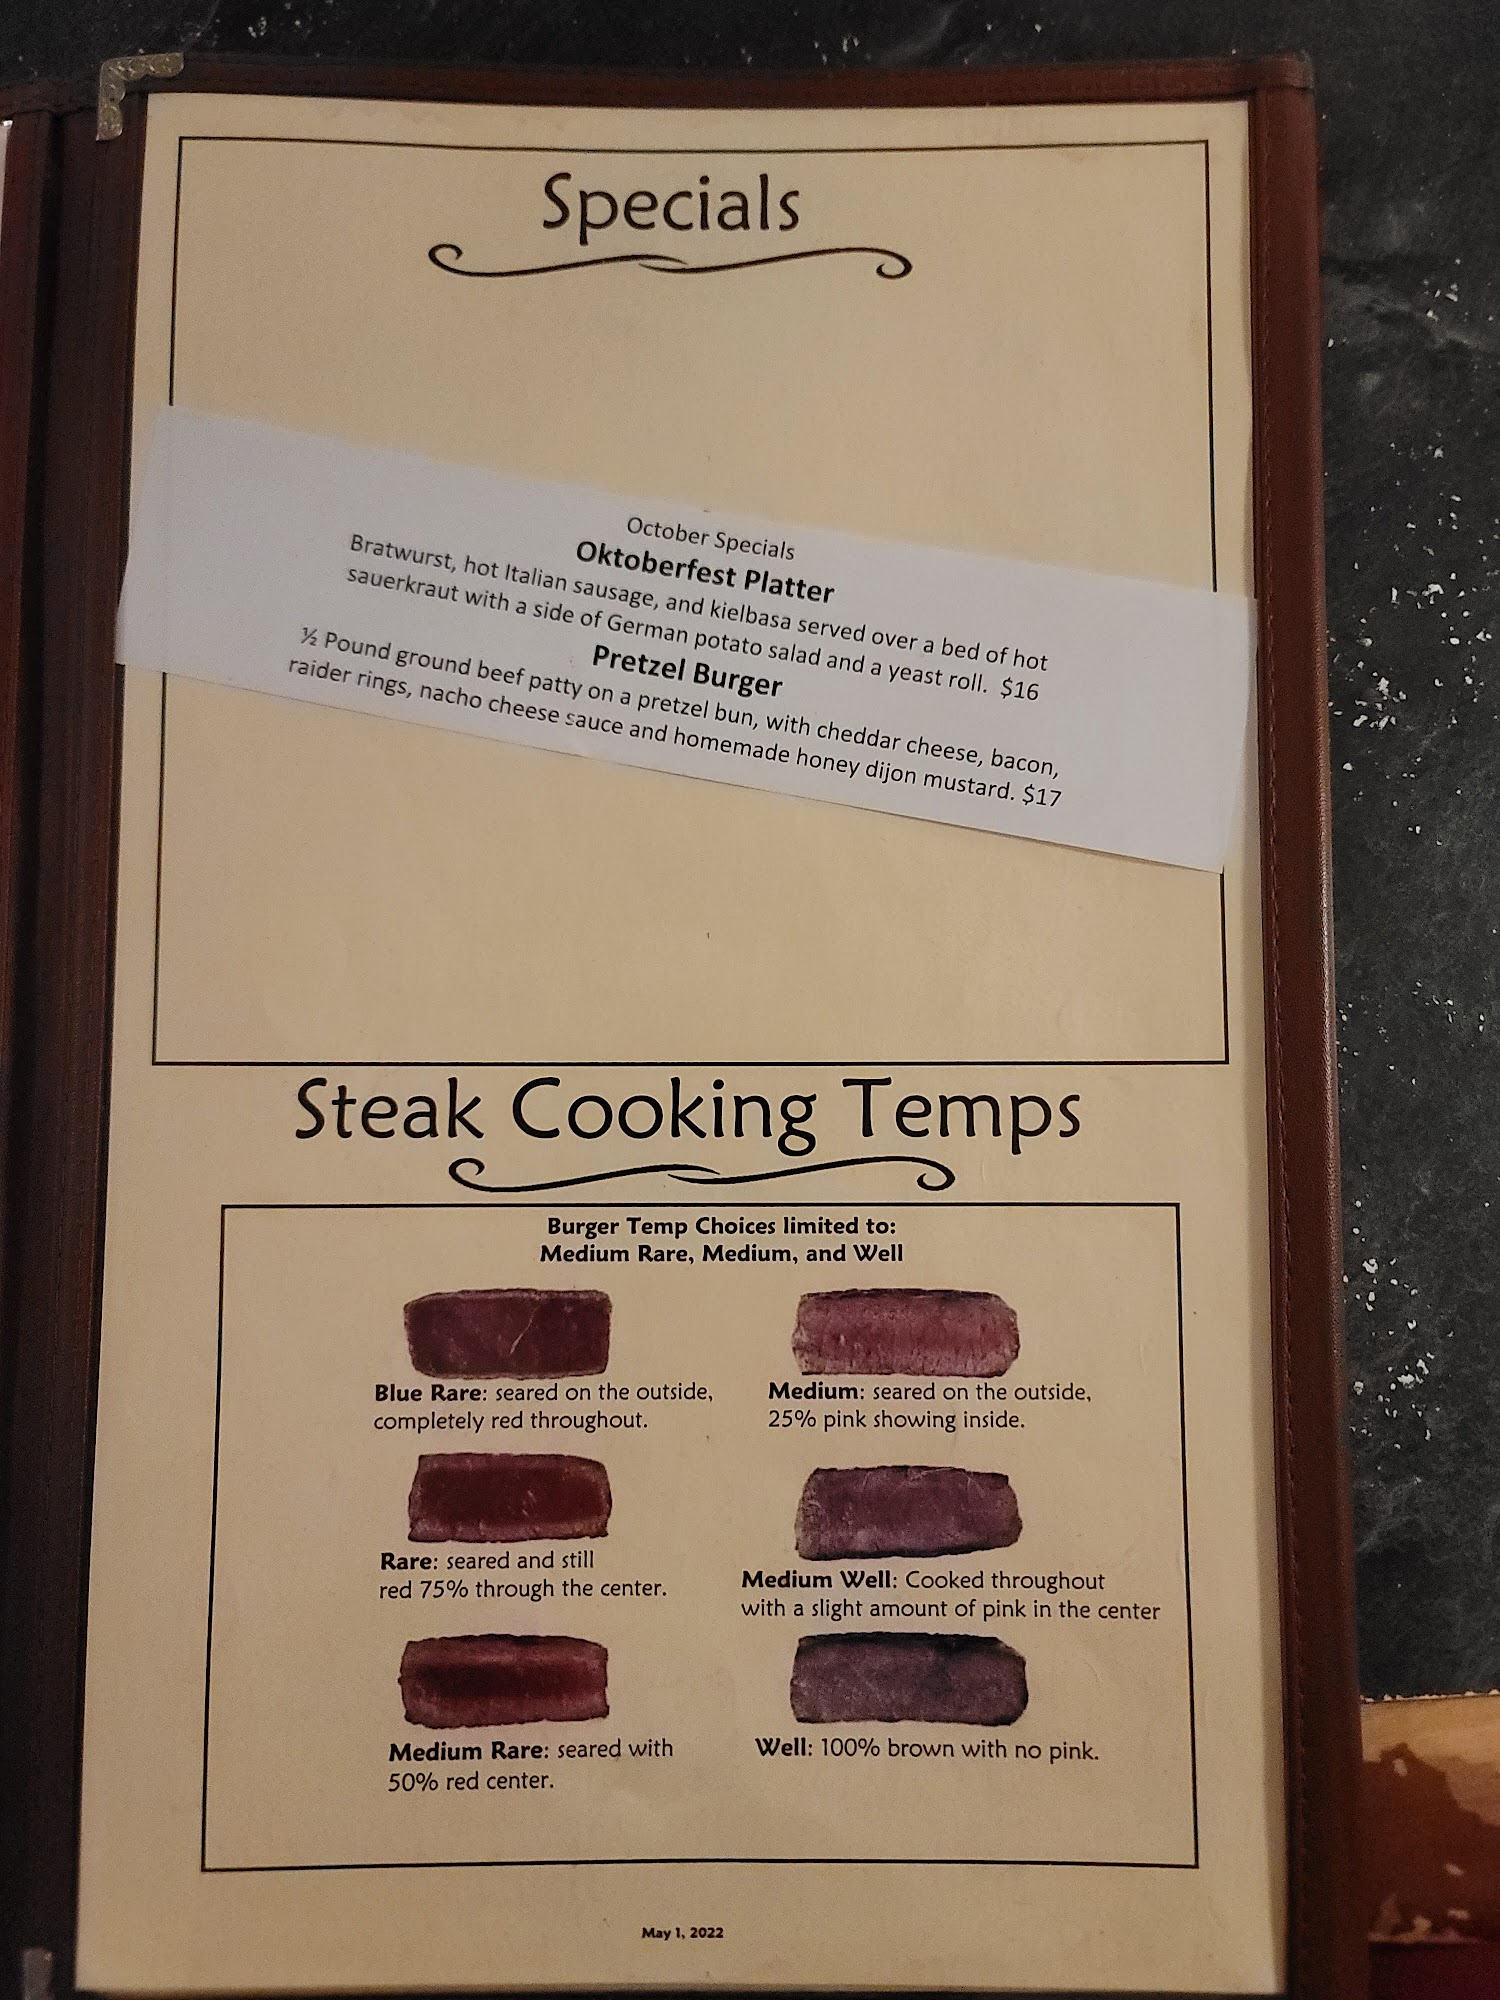 Specials
October Specials
Oktoberfest Platter
Bratwurst, hot Italian sausage, and kielbasa served over a bed of hot
sauerkraut with a side of German potato salad and a yeast roll. $16
Pretzel Burger
½ Pound ground beef patty on a pretzel bun, with cheddar cheese, bacon,
raider rings, nacho cheese sauce and homemade honey dijon mustard. $17
Steak Cooking Temps
Burger Temp Choices limited to:
Medium Rare, Medium, and Well
Blue Rare: seared on the outside,
completely red throughout.
Rare: seared and still
red 75% through the center.
Medium Rare: seared with
50% red center.
Medium: seared on the outside,
25% pink showing inside.
Medium Well: Cooked throughout
with a slight amount of pink in the center
Well: 100% brown with no pink.
May 1, 2022